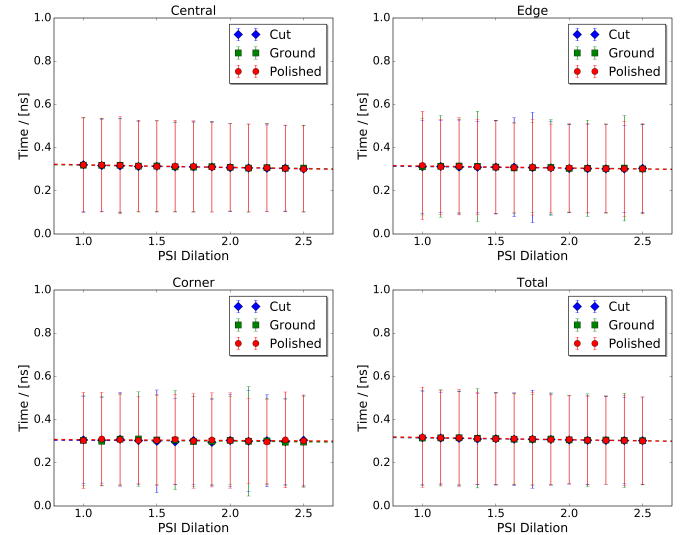 Central
1.0
0.8
0.6
0.4
0.2
0.0
Time / [ns]
Cut
Ground
Polished
1.0 1.5 2.0 2.5
PSI Dilation
Edge
1.0
0.8
0.6
0.4
0.2
0.0
Time / [ns]
Cut
Ground
Polished
1.0 1.5 2.0 2.5
PSI Dilation
Corner
1.0
0.8
0.6
0.4
0.2
0.0
Time / [ns]
Cut
Ground
Polished
1.0 1.5 2.0 2.5
PSI Dilation
Total
1.0
0.8
0.6
0.4
0.2
0.0
Time / [ns]
Cut
Ground
Polished
1.0 1.5 2.0 2.5
PSI Dilation